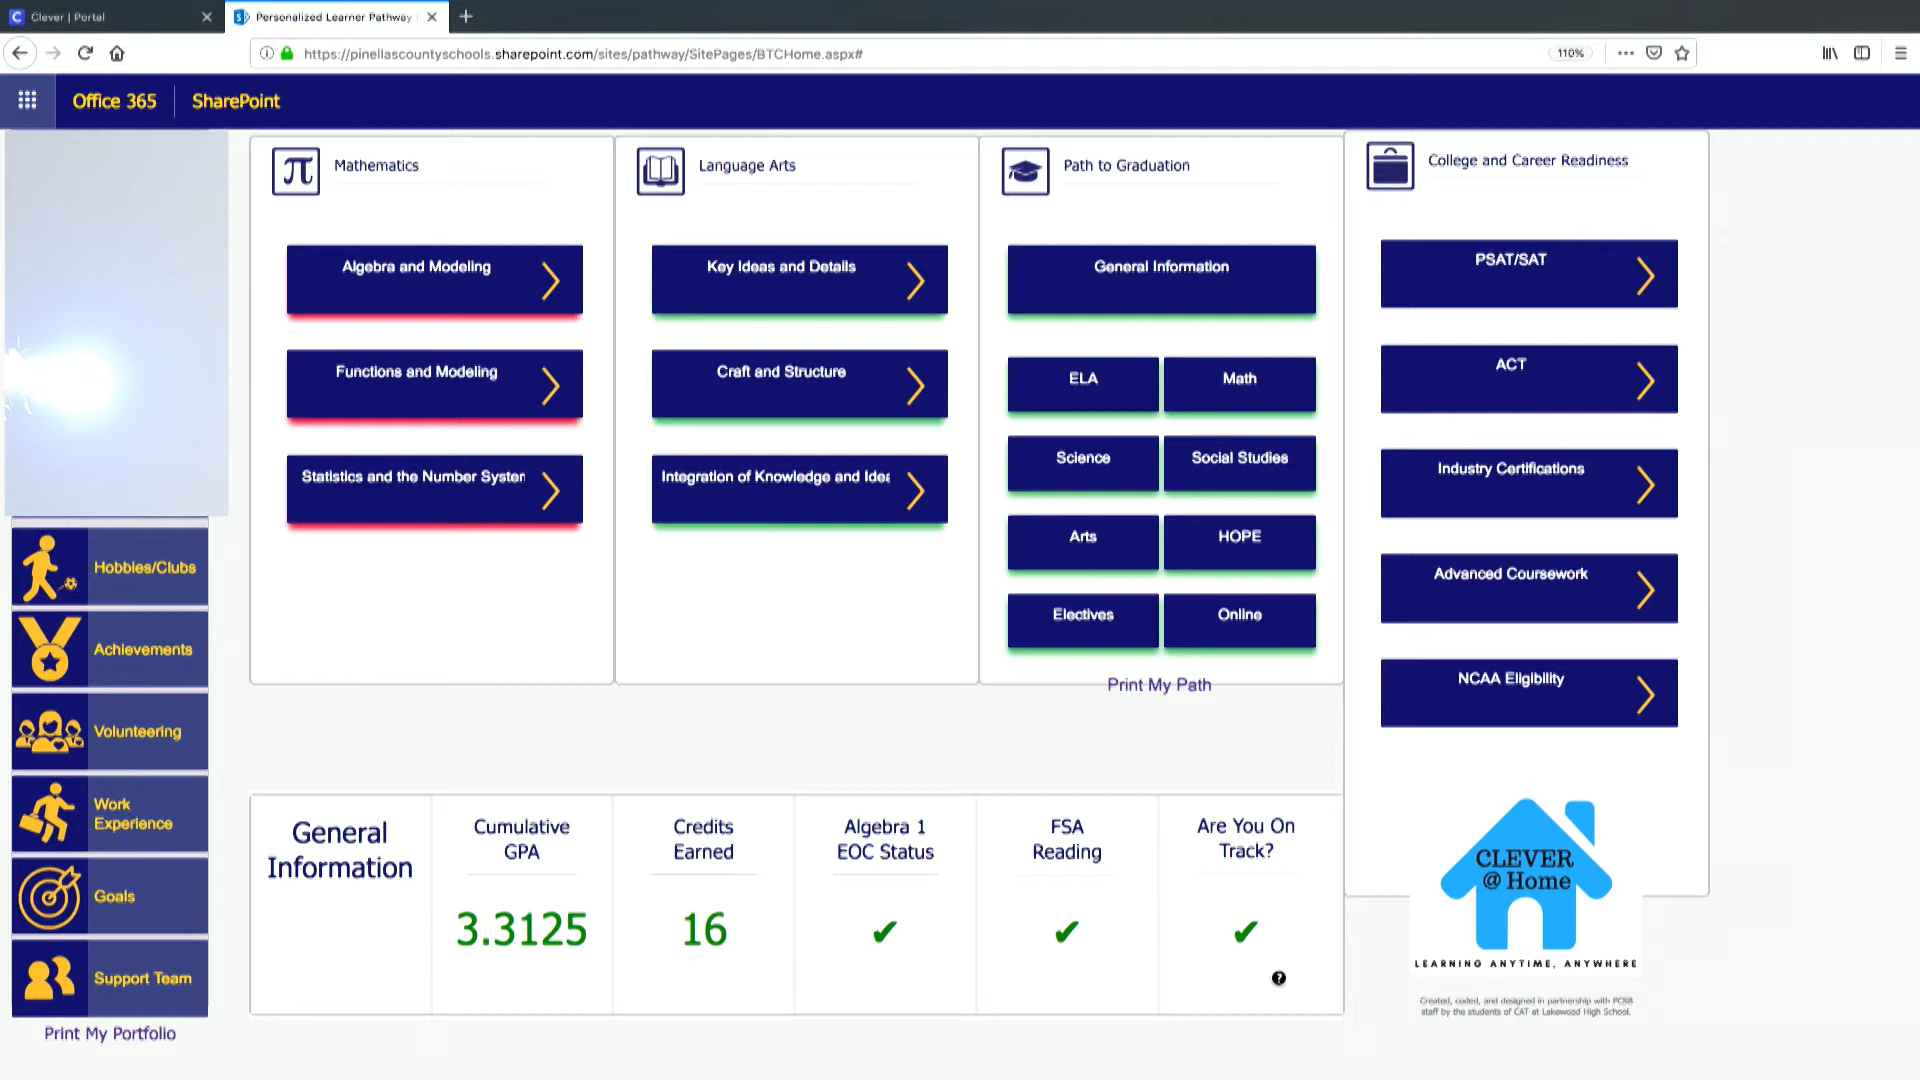 Clever | Portal
Personalized Learner Pathway
https://pinellascountyschools.sharepoint.com/sites/pathway/SitePages/BTCHome.aspx#
110%
Office 365
SharePoint
Mathematics
Algebra and Modeling
Functions and Modeling
Statistics and the Number System
Language Arts
Key Ideas and Details
Craft and Structure
Integration of Knowledge and Idea
Path to Graduation
General Information
ELA
Math
Science
Social Studies
Arts
HOPE
Electives
Online
Print My Path
College and Career Readiness
PSAT/SAT
ACT
Industry Certifications
Advanced Coursework
NCAA Eligibility
Hobbies/Clubs
Achievements
Volunteering
Work
Experience
Goals
Support Team
Print My Portfolio
General
Information
Cumulative
GPA
3.3125
Credits
Earned
16
Algebra 1
EOC Status
✔
FSA
Reading
✔
Are You On
Track?
✔
?
CLEVER
@ Home
LEARNING ANYTIME, ANYWHERE
Created, coded, and designed in partnership with PCSB
staff by the students of CAT at Lakewood High School.